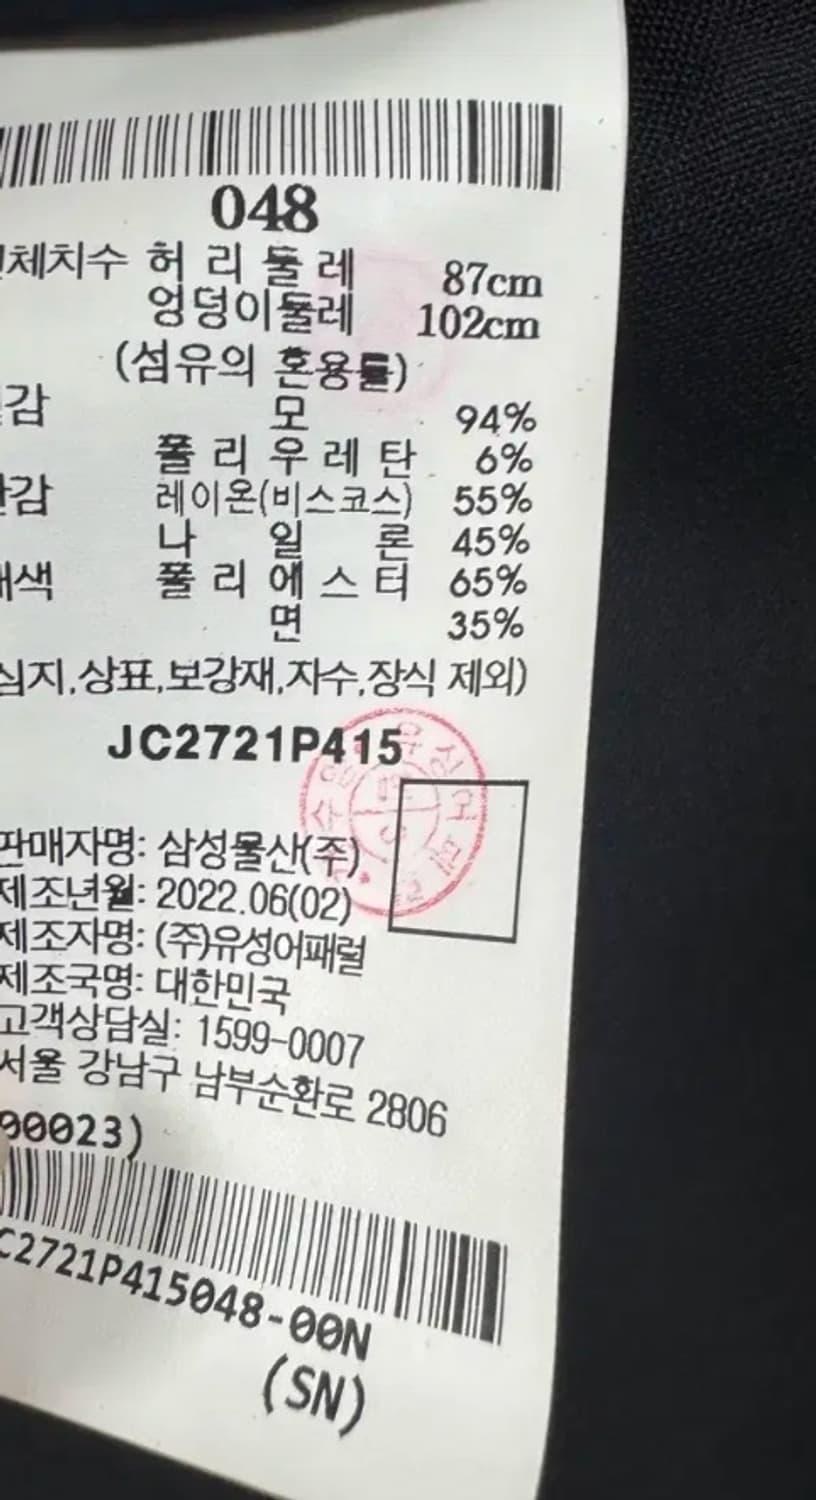 048
체치수 허리둘레 87cm
엉덩이둘레 102cm
(섬유의 혼용률)
감 모 94%
폴리우레탄 6%
감 레이온(비스코스) 55%
나일론 45%
색 폴리에스터 65%
면 35%
심지,상표,보강재,자수,장식 제외)
JC2721P415
판매자명: 삼성물산(주)
제조년월: 2022.06(02)
제조자명: (주)유성어패럴
제조국명: 대한민국
고객상담실: 1599-0007
서울 강남구 남부순환로 2806
00023)
C2721P415048-00N
(SN)